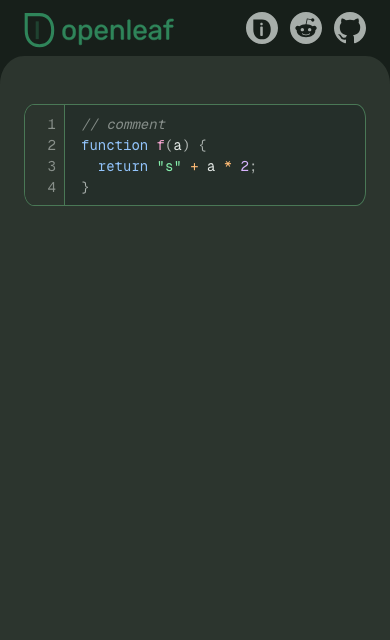 openleaf
1 // comment
2 function f(a) {
3   return "s" + a * 2;
4 }